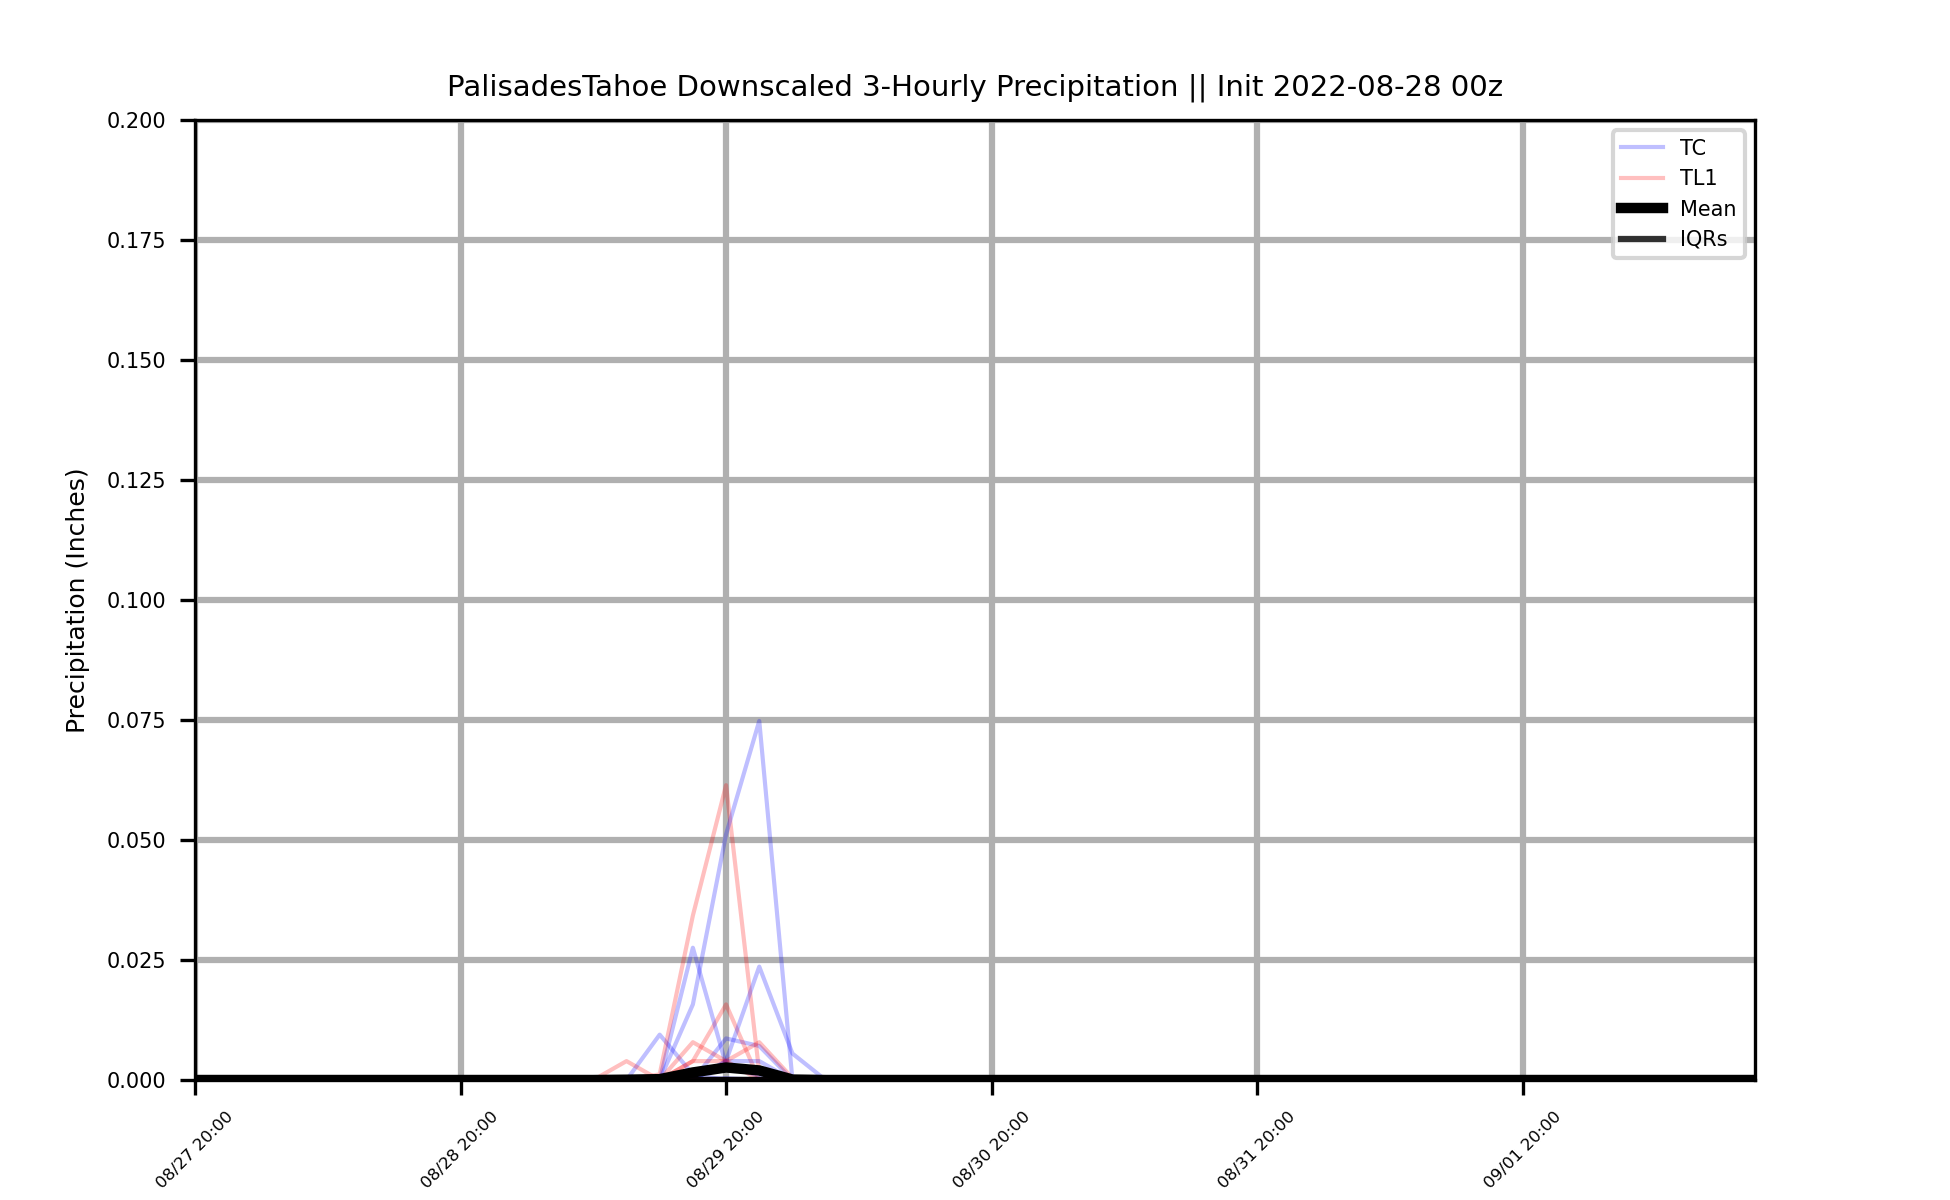 PalisadesTahoe Downscaled 3-Hourly Precipitation || Init 2022-08-28 00z
TC
TL1
Mean
IQRs
Precipitation (Inches)
0.200
0.175
0.150
0.125
0.100
0.075
0.050
0.025
0.000
08/27 20:00
08/28 20:00
08/29 20:00
08/30 20:00
08/31 20:00
09/01 20:00